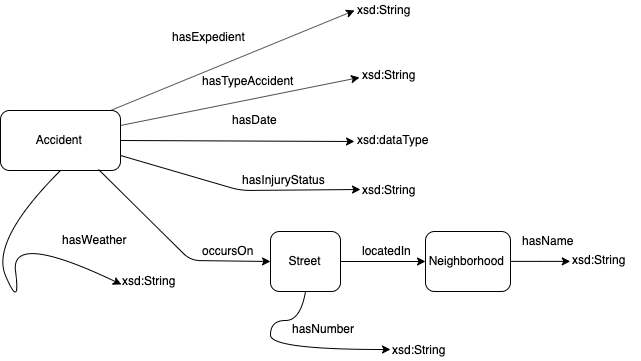 xsd:String
hasExpedient
xsd:String
hasTypeAccident
hasDate
Accident
xsd:dataType
hasInjuryStatus
xsd:String
hasWeather
hasName
occursOn
Street
locatedIn
Neighborhood
xsd:String
xsd:String
hasNumber
xsd:String